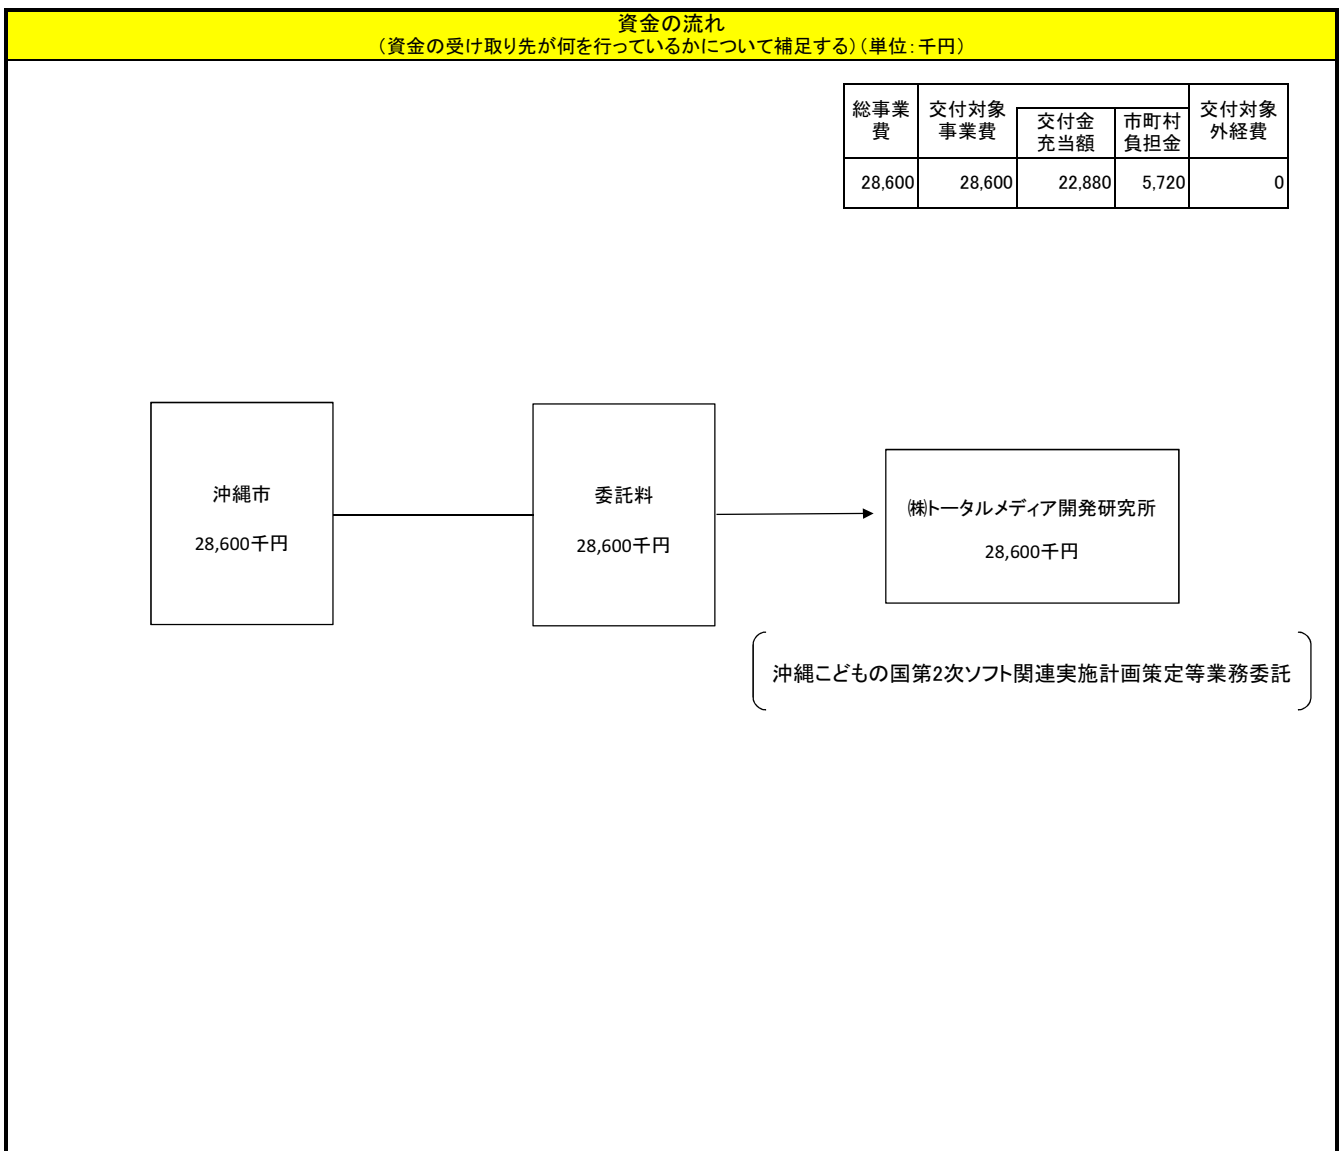 資金の流れ
（資金の受け取り先が何を行っているかについて補足する）（単位：千円）
総事業
費
交付対象
事業費
交付金
充当額
市町村
負担金
交付対象
外経費
28,600 28,600 22,880 5,720 0
沖縄市
28,600千円
委託料
28,600千円
㈱トータルメディア開発研究所
28,600千円
沖縄こどもの国第2次ソフト関連実施計画策定等業務委託